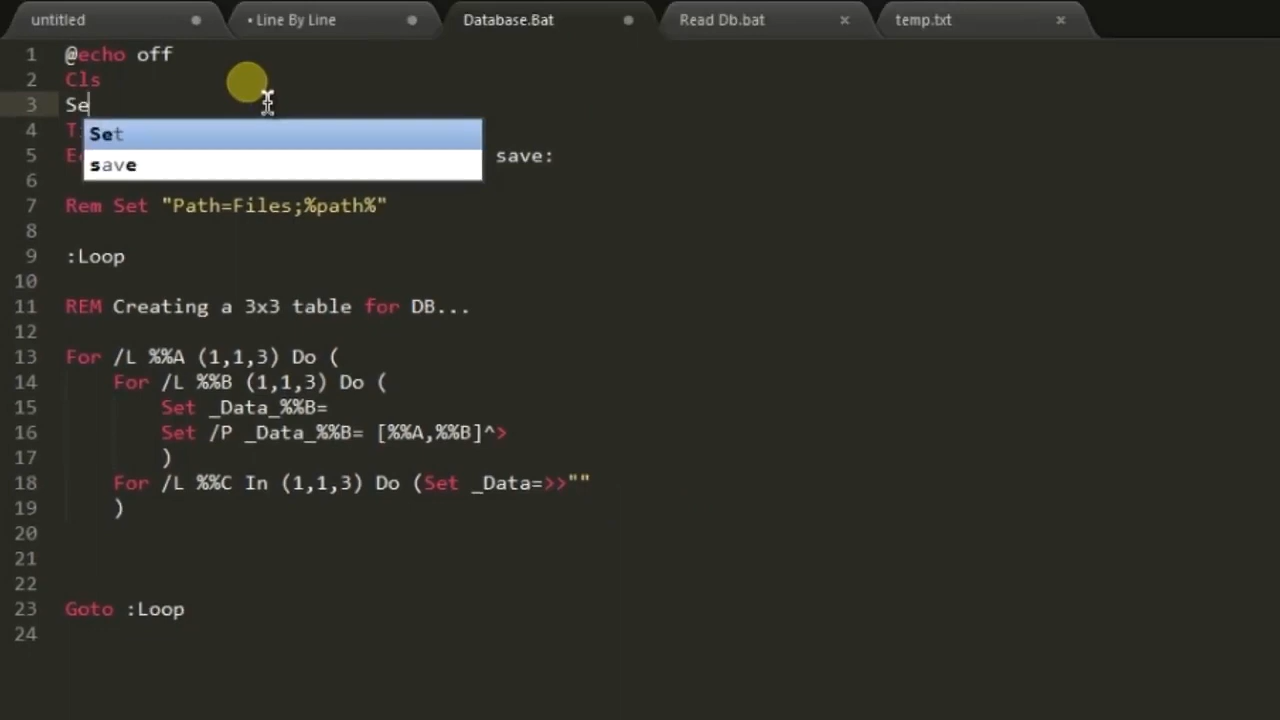 untitled
• Line By Line
Database.Bat
Read Db.bat
temp.txt
1 @echo off
2 Cls
3 Se
Set
save
4
5 save:
6
7 Rem Set "Path=Files;%path%"
8
9 :Loop
10
11 REM Creating a 3x3 table for DB...
12
13 For /L %%A (1,1,3) Do (
14 For /L %%B (1,1,3) Do (
15 Set _Data_%%B=
16 Set /P _Data_%%B= [%%A,%%B]^>
17 )
18 For /L %%C In (1,1,3) Do (Set _Data=>>""
19 )
20
21
22
23 Goto :Loop
24